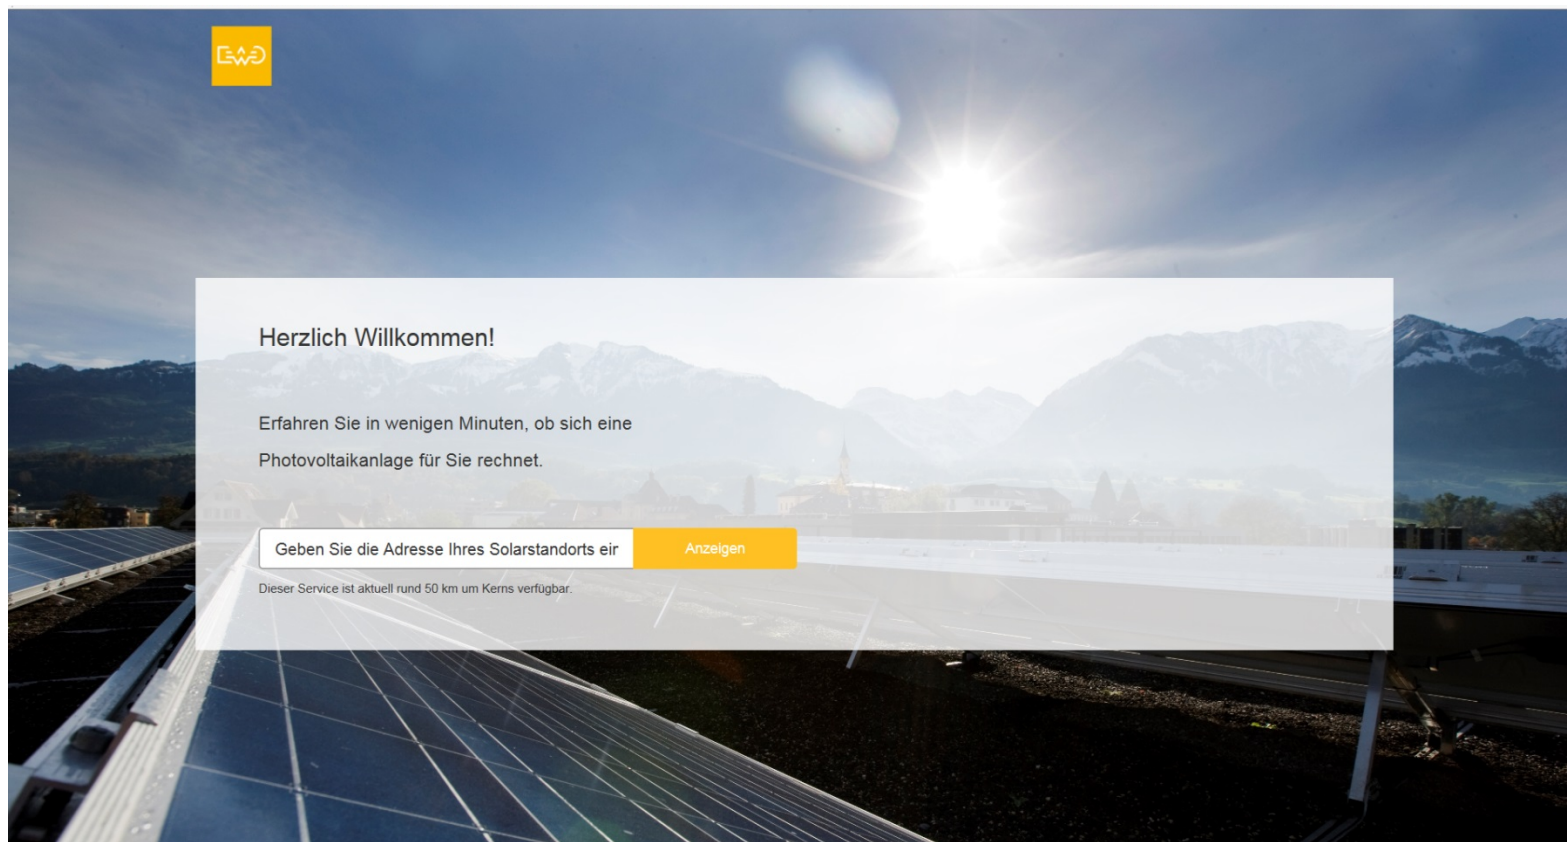 EWO
Herzlich Willkommen!
Erfahren Sie in wenigen Minuten, ob sich eine
Photovoltaikanlage für Sie rechnet.
Geben Sie die Adresse Ihres Solarstandorts eir
Anzeigen
Dieser Service ist aktuell rund 50 km um Kerns verfügbar.